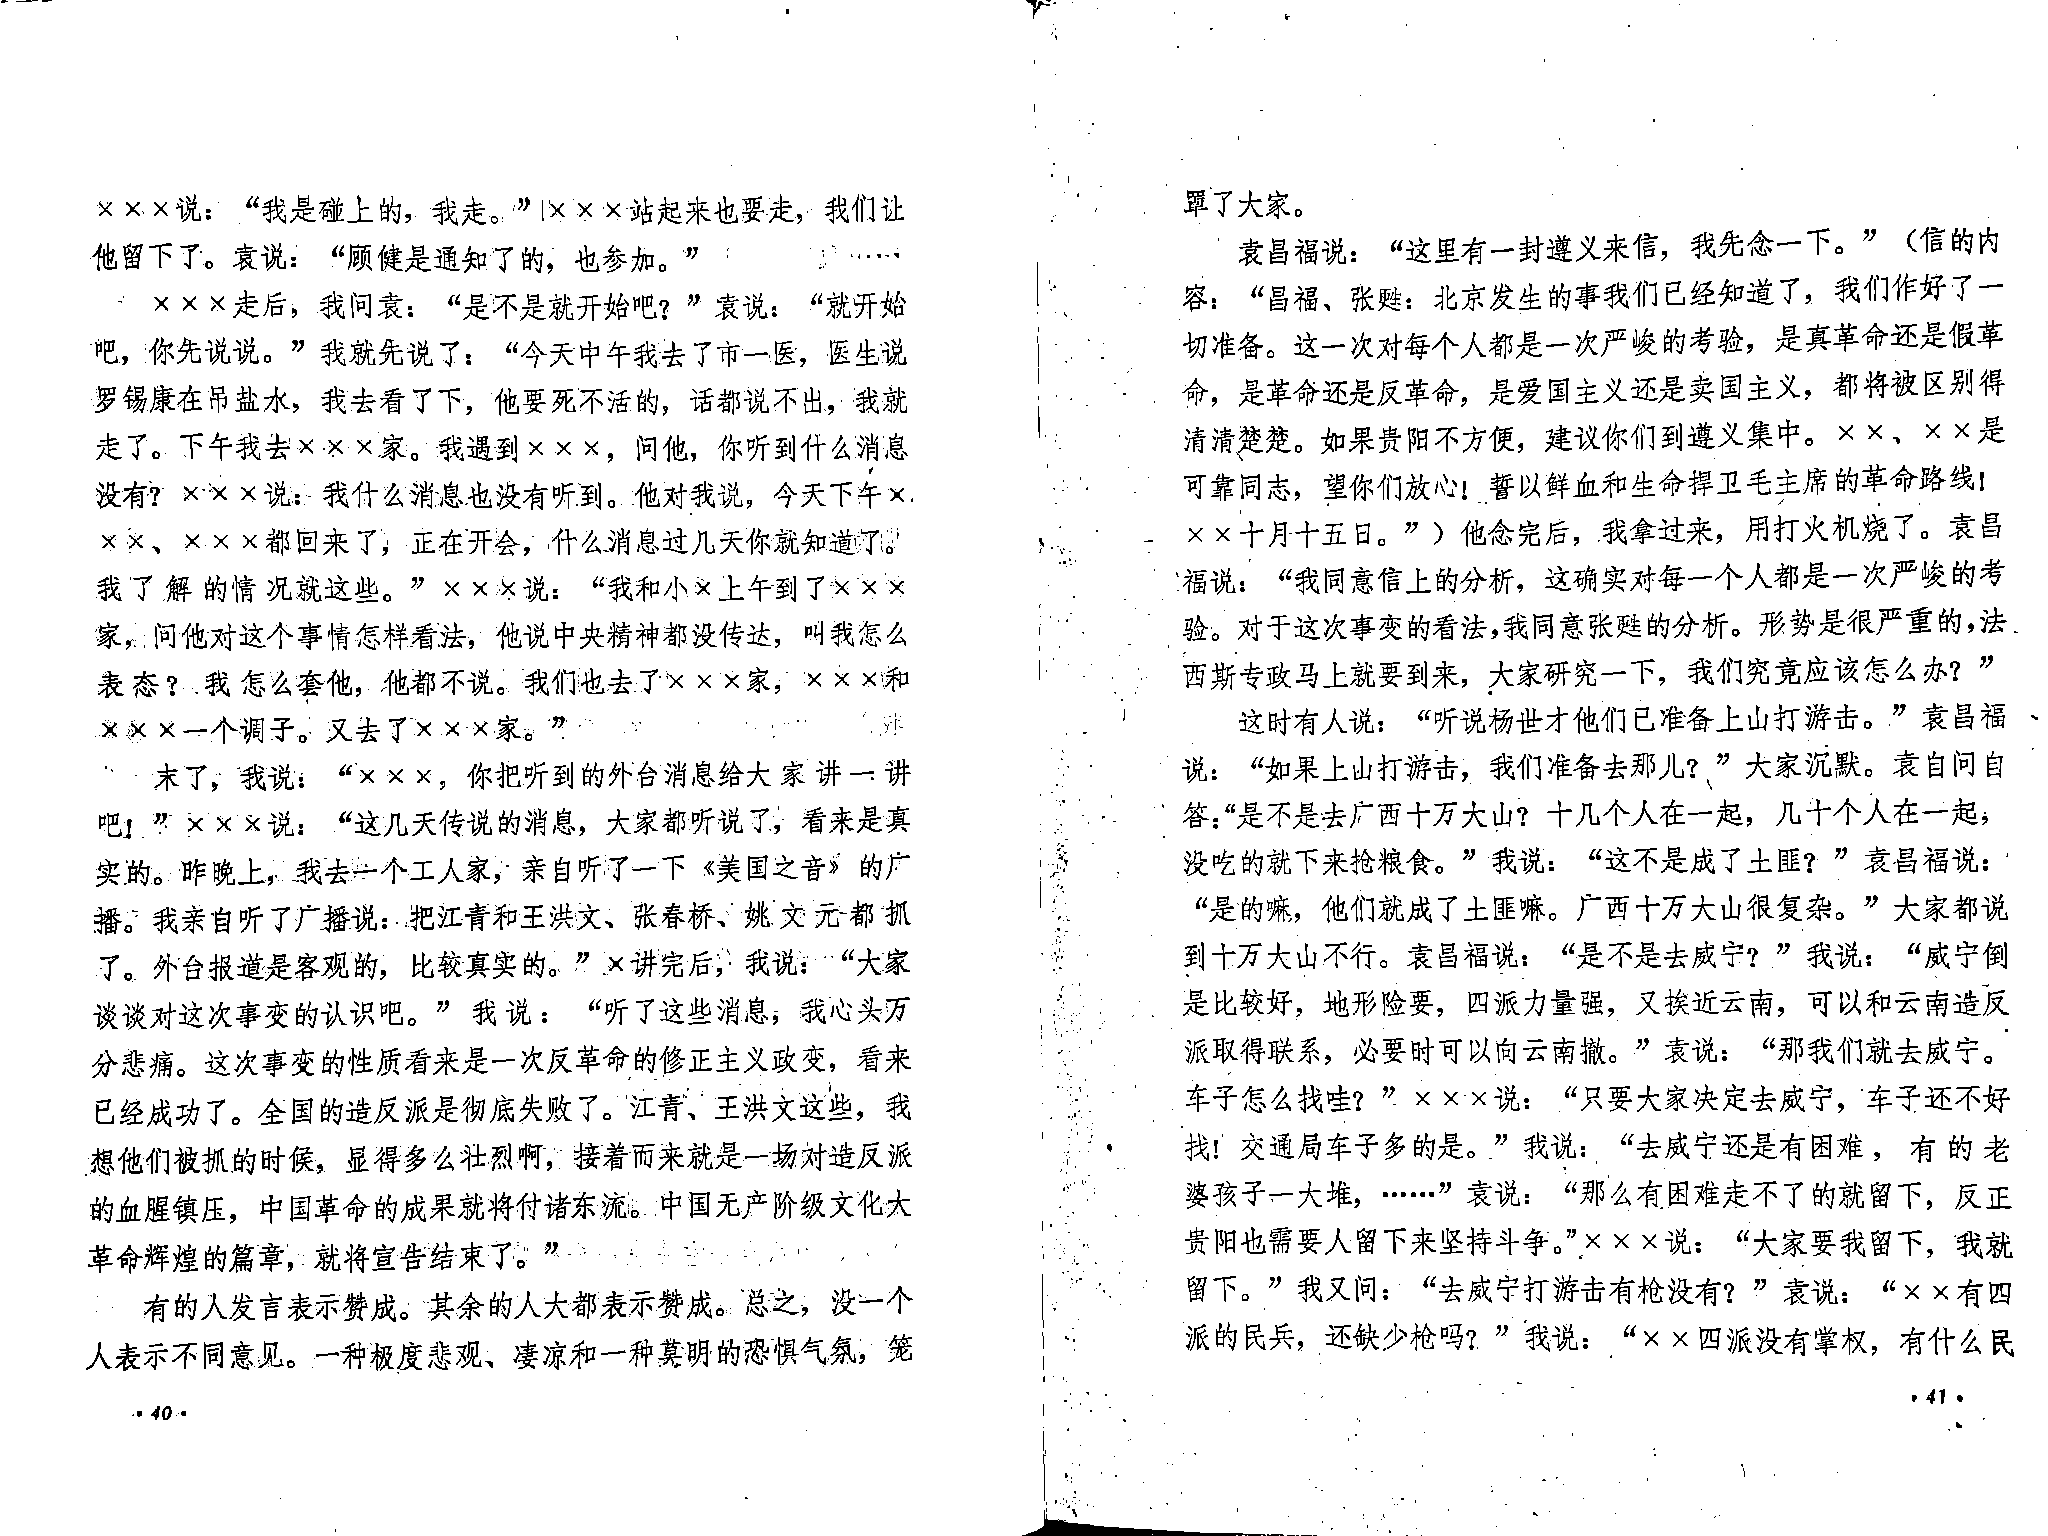 ×××说：“我是碰上的，我走。”×××站起来也要走，我们让
他留下了。袁说：“顾健是通知了的，也参加。”
×××走后，我问袁：“是不是就开始吧？”袁说：“就开始
吧，你先说说。”我就先说了：“今天中午我去了市一医，医生说
罗锡康在吊盐水，我去看了下，他要死不活的，话都说不出，我就
走了。下午我去×××家。我遇到×××，问他，你听到什么消息
没有？×××说：我什么消息也没有听到。他对我说，今天下午×
××、×××都回来了，正在开会，什么消息过几天你就知道了。
我了解的情况就这些。”×××说：“我和小×上午到了×××
家，问他对这个事情怎样看法，他说中央精神都没传达，叫我怎么
表态？我怎么套他，他都不说。我们也去了×××家，×××和
×××一个调子。又去了×××家。”
末了，我说：“×××，你把听到的外台消息给大家讲一讲
吧！”×××说：“这几天传说的消息，大家都听说了，看来是真
实的。昨晚上，我去一个工人家，亲自听了一下《美国之音》的广
播。我亲自听了广播说：把江青和王洪文、张春桥、姚文元都抓
了。外台报道是客观的，比较真实的。”×讲完后，我说：“大家
谈谈对这次事变的认识吧。”我说：“听了这些消息，我心头万
分悲痛。这次事变的性质看来是一次反革命的修正主义政变，看来
已经成功了。全国的造反派是彻底失败了。江青、王洪文这些，我
想他们被抓的时候，显得多么壮烈啊，接着而来就是一场对造反派
的血腥镇压，中国革命的成果就将付诸东流。中国无产阶级文化大
革命辉煌的篇章，就将宣告结束了。”
有的人发言表示赞成。其余的人大都表示赞成。总之，没一个
人表示不同意见。一种极度悲观、凄凉和一种莫明的恐惧气氛，笼
·40·
罩了大家。
袁昌福说：“这里有一封遵义来信，我先念一下。”（信的内
容：“昌福、张甦：北京发生的事我们已经知道了，我们作好了一
切准备。这一次对每个人都是一次严峻的考验，是真革命还是假革
命，是革命还是反革命，是爱国主义还是卖国主义，都将被区别得
清清楚楚。如果贵阳不方便，建议你们到遵义集中。××、××是
可靠同志，望你们放心！誓以鲜血和生命捍卫毛主席的革命路线！
××十月十五日。”）他念完后，我拿过来，用打火机烧了。袁昌
福说：“我同意信上的分析，这确实对每一个人都是一次严峻的考
验。对于这次事变的看法，我同意张甦的分析。形势是很严重的，法
西斯专政马上就要到来，大家研究一下，我们究竟应该怎么办？”
这时有人说：“听说杨世才他们已准备上山打游击。”袁昌福
说：“如果上山打游击，我们准备去那儿？”大家沉默。袁自问自
答：“是不是去广西十万大山？十几个人在一起，几十个人在一起，
没吃的就下来抢粮食。”我说：“这不是成了土匪？”袁昌福说：
“是的嘛，他们就成了土匪嘛。广西十万大山很复杂。”大家都说
到十万大山不行。袁昌福说：“是不是去威宁？”我说：“威宁倒
是比较好，地形险要，四派力量强，又挨近云南，可以和云南造反
派取得联系，必要时可以向云南撤。”袁说：“那我们就去威宁。
车子怎么找哇？”×××说：“只要大家决定去威宁，车子还不好
找！交通局车子多的是。”我说：“去威宁还是有困难，有的老
婆孩子一大堆，……”袁说：“那么有困难走不了的就留下，反正
贵阳也需要人留下来坚持斗争。”×××说：“大家要我留下，我就
留下。”我又问：“去威宁打游击有枪没有？”袁说：“××有四
派的民兵，还缺少枪吗？”我说：“××四派没有掌权，有什么民
·41·